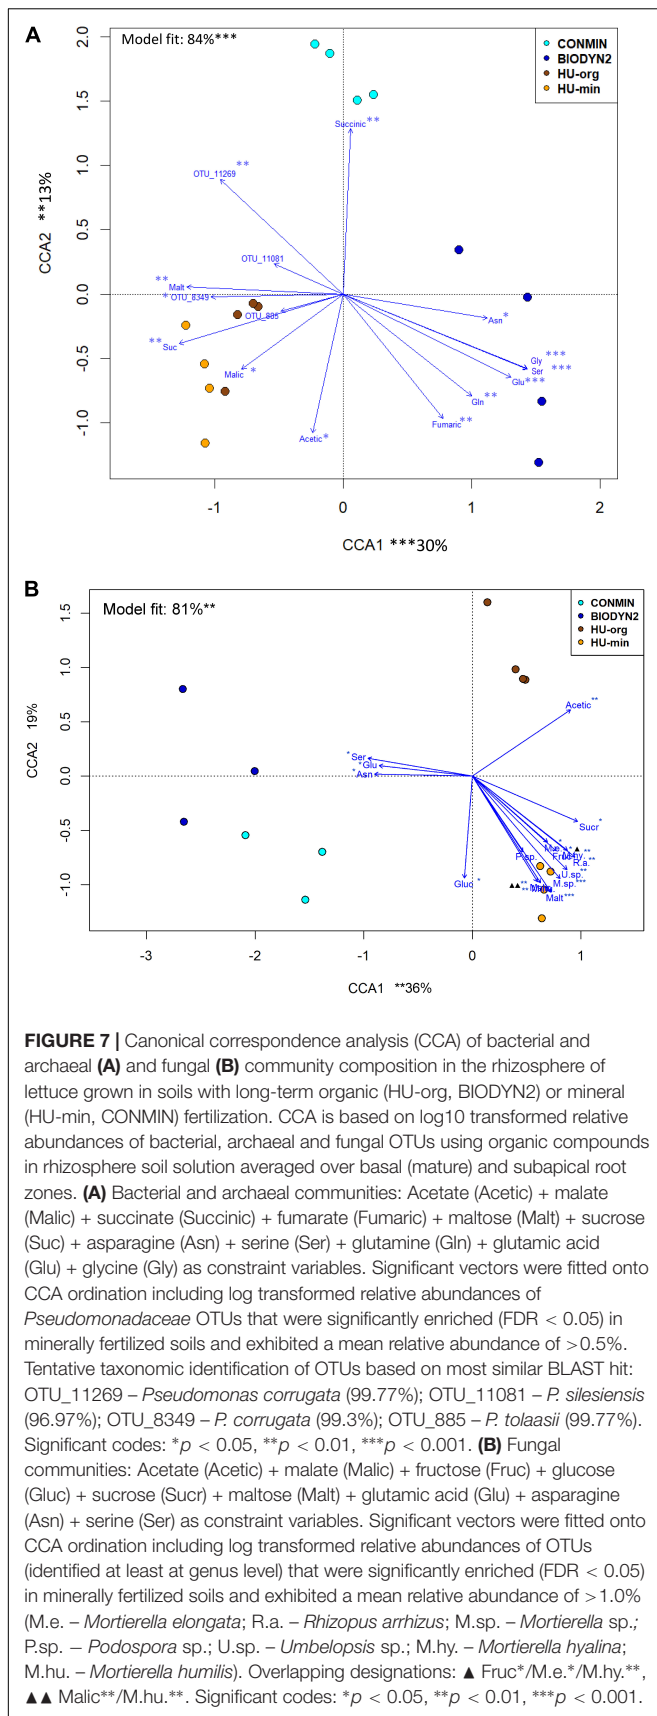 A
Model fit: 84%***
CONMIN
BIODYN2
HU-org
HU-min
2.0
1.5
1.0
0.5
0.0
-0.5
-1.0
CCA2 **13%
Succinic **
OTU_11269 **
OTU_11081
Malt **
OTU_8349 *
OTU_885
Suc **
Malic *
Acetic *
Asn *
Gly ***
Ser ***
Glu ***
Gln **
Fumaric **
-1 0 1 2
CCA1 ***30%
B
Model fit: 81%**
CONMIN
BIODYN2
HU-org
HU-min
1.5
1.0
0.5
0.0
-0.5
-1.0
CCA2 19%
Acetic **
* Ser
* Glu
* Asn
Sucr *
P.sp.
R.a. **
U.sp. **
M.sp. ***
Malt ***
Gluc *
▲
▲▲
-3 -2 -1 0 1
CCA1 **36%
FIGURE 7 | Canonical correspondence analysis (CCA) of bacterial and
archaeal (A) and fungal (B) community composition in the rhizosphere of
lettuce grown in soils with long-term organic (HU-org, BIODYN2) or mineral
(HU-min, CONMIN) fertilization. CCA is based on log10 transformed relative
abundances of bacterial, archaeal and fungal OTUs using organic compounds
in rhizosphere soil solution averaged over basal (mature) and subapical root
zones. (A) Bacterial and archaeal communities: Acetate (Acetic) + malate
(Malic) + succinate (Succinic) + fumarate (Fumaric) + maltose (Malt) + sucrose
(Suc) + asparagine (Asn) + serine (Ser) + glutamine (Gln) + glutamic acid
(Glu) + glycine (Gly) as constraint variables. Significant vectors were fitted onto
CCA ordination including log transformed relative abundances of
Pseudomonadaceae OTUs that were significantly enriched (FDR < 0.05) in
minerally fertilized soils and exhibited a mean relative abundance of >0.5%.
Tentative taxonomic identification of OTUs based on most similar BLAST hit:
OTU_11269 – Pseudomonas corrugata (99.77%); OTU_11081 – P. silesiensis
(96.97%); OTU_8349 – P. corrugata (99.3%); OTU_885 – P. tolaasii (99.77%).
Significant codes: *p < 0.05, **p < 0.01, ***p < 0.001. (B) Fungal
communities: Acetate (Acetic) + malate (Malic) + fructose (Fruc) + glucose
(Gluc) + sucrose (Sucr) + maltose (Malt) + glutamic acid (Glu) + asparagine
(Asn) + serine (Ser) as constraint variables. Significant vectors were fitted onto
CCA ordination including log transformed relative abundances of OTUs
(identified at least at genus level) that were significantly enriched (FDR < 0.05)
in minerally fertilized soils and exhibited a mean relative abundance of >1.0%
(M.e. – Mortierella elongata; R.a. – Rhizopus arrhizus; M.sp. – Mortierella sp.;
P.sp. – Podospora sp.; U.sp. – Umbelopsis sp.; M.hy. – Mortierella hyalina;
M.hu. – Mortierella humilis). Overlapping designations: ▲ Fruc*/M.e.*/M.hy.**,
▲▲ Malic**/M.hu.**. Significant codes: *p < 0.05, **p < 0.01, ***p < 0.001.